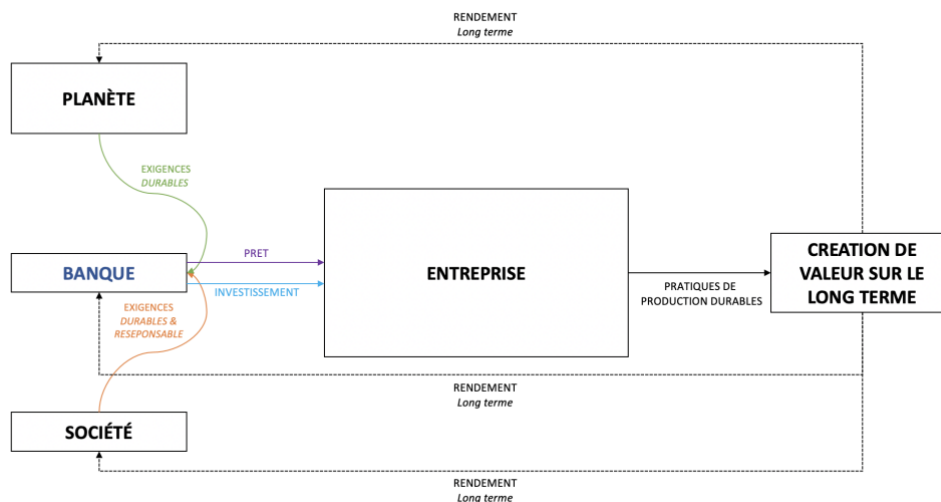 RENDEMENT
Long terme
PLANÈTE
EXIGENCES
DURABLES
BANQUE
PRET
INVESTISSEMENT
ENTREPRISE
PRATIQUES DE
PRODUCTION DURABLES
CREATION DE
VALEUR SUR LE
LONG TERME
EXIGENCES
DURABLES &
RESEPONSABLE
RENDEMENT
Long terme
SOCIÉTÉ
RENDEMENT
Long terme